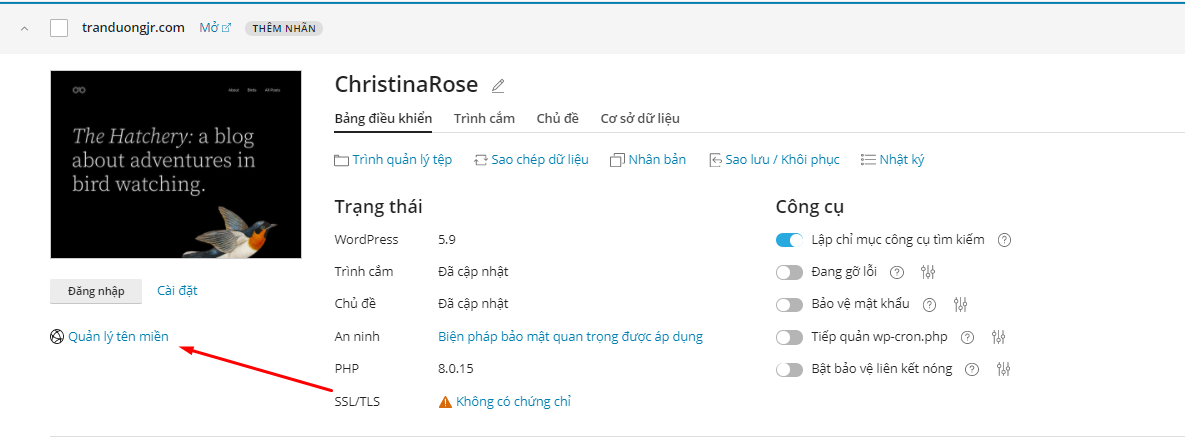 tranduongjr.com Mở THÊM NHÃN
About Birds All Posts
The Hatchery: a blog
about adventures in
bird watching.
Đăng nhập Cài đặt
Quản lý tên miền
ChristinaRose
Bảng điều khiển Trình cắm Chủ đề Cơ sở dữ liệu
Trình quản lý tệp Sao chép dữ liệu Nhân bản Sao lưu / Khôi phục Nhật ký
Trạng thái
WordPress 5.9
Trình cắm Đã cập nhật
Chủ đề Đã cập nhật
An ninh Biện pháp bảo mật quan trọng được áp dụng
PHP 8.0.15
SSL/TLS Không có chứng chỉ
Công cụ
Lập chỉ mục công cụ tìm kiếm
Đang gỡ lỗi
Bảo vệ mật khẩu
Tiếp quản wp-cron.php
Bật bảo vệ liên kết nóng